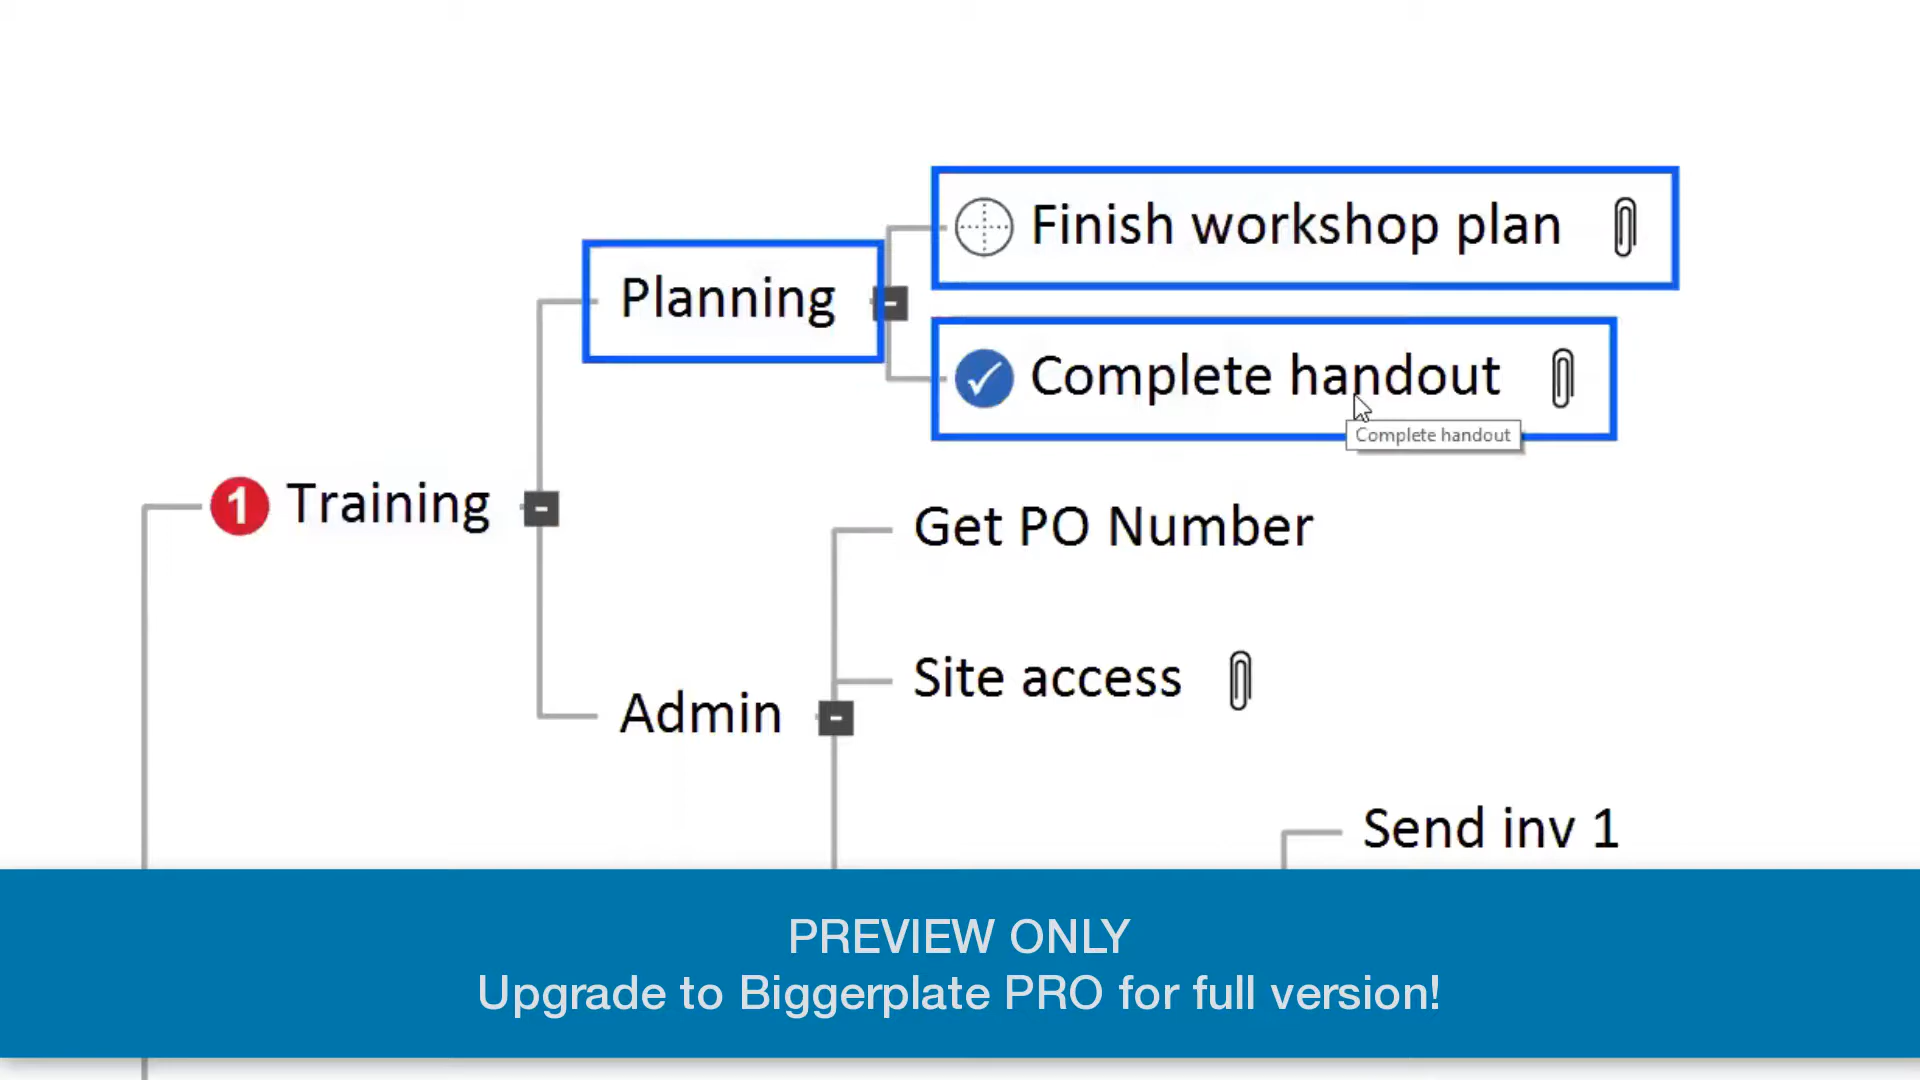 Finish workshop plan
Planning
Complete handout
Complete handout
1 Training
Get PO Number
Site access
Admin
Send inv 1
PREVIEW ONLY
Upgrade to Biggerplate PRO for full version!